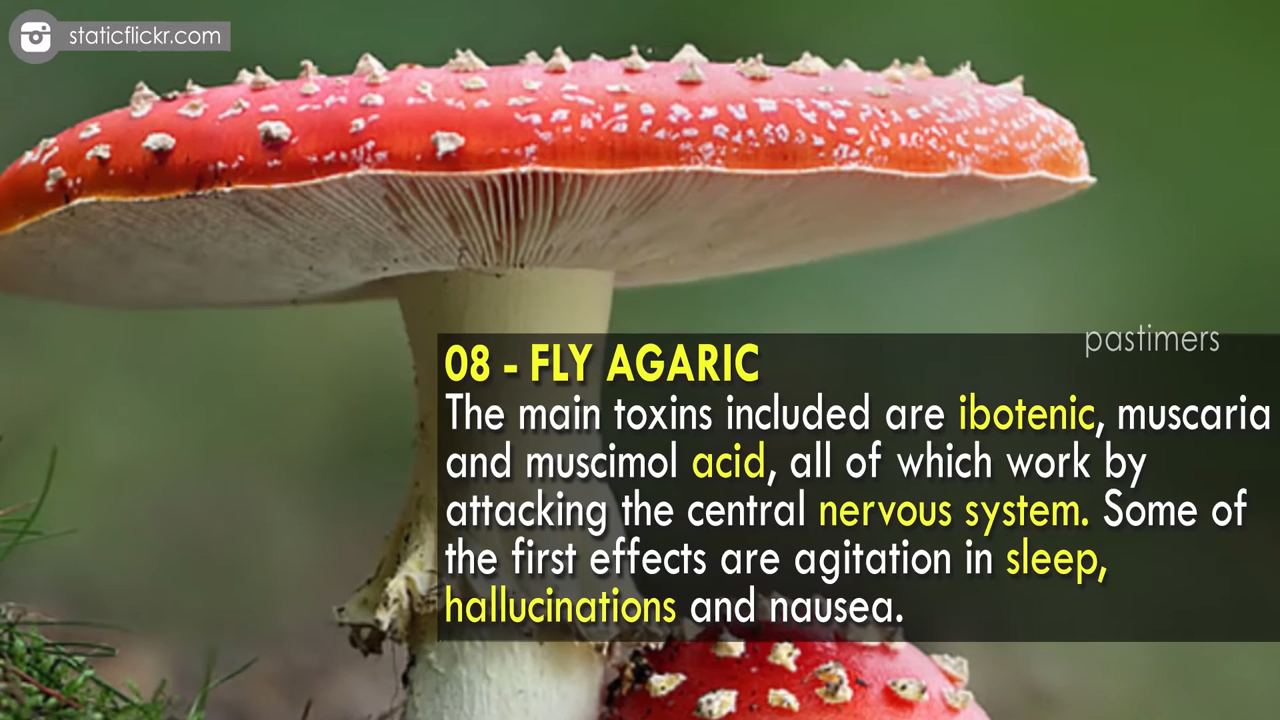 staticflickr.com
pastimers
08 - FLY AGARIC
The main toxins included are ibotenic, muscaria
and muscimol acid, all of which work by
attacking the central nervous system. Some of
the first effects are agitation in sleep,
hallucinations and nausea.